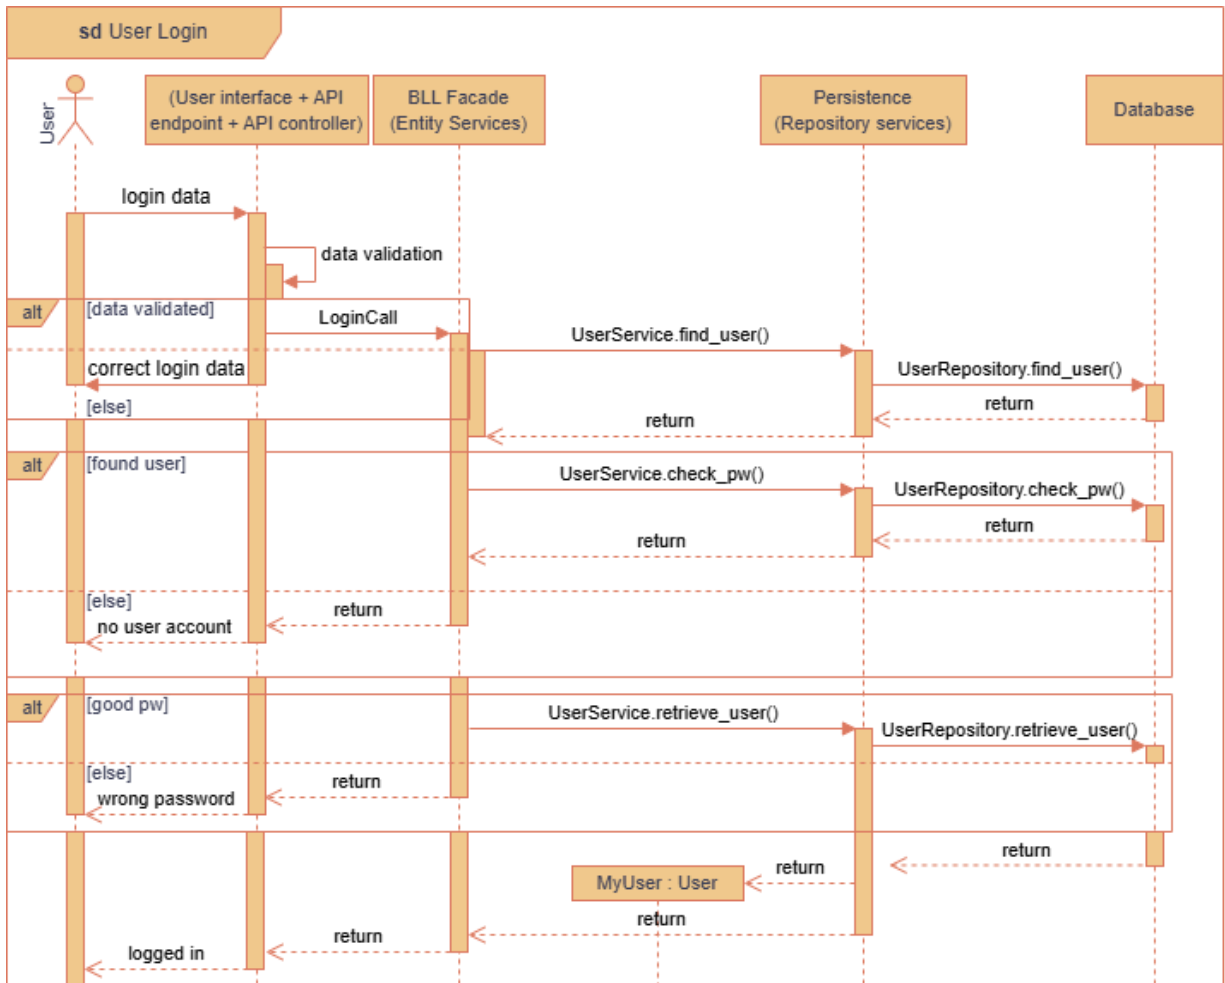 sd User Login
User
(User interface + API
endpoint + API controller)
BLL Facade
(Entity Services)
Persistence
(Repository services)
Database
login data
data validation
alt
[data validated]
LoginCall
UserService.find_user()
correct login data
UserRepository.find_user()
[else]
return
return
alt
[found user]
UserService.check_pw()
UserRepository.check_pw()
return
return
[else]
return
no user account
alt
[good pw]
UserService.retrieve_user()
UserRepository.retrieve_user()
[else]
return
wrong password
return
return
MyUser : User
return
return
logged in